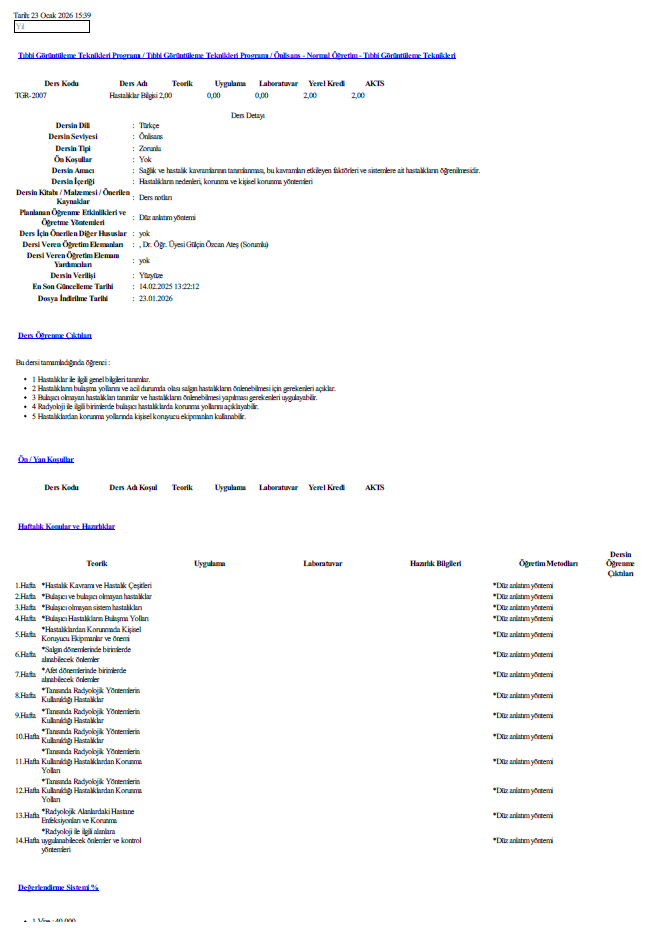 Tarih: 23 Ocak 2026 15:39
Yıl
Tıbbi Görüntüleme Teknikleri Programı / Tıbbi Görüntüleme Teknikleri Programı / Önlisans - Normal Öğretim - Tıbbi Görüntüleme Teknikleri
Ders Kodu Ders Adı Teorik Uygulama Laboratuvar Yerel Kredi AKTS
TGR-2007 Hastalıklar Bilgisi 2,00 0,00 0,00 2,00 2,00
Ders Detayı
Dersin Dili : Türkçe
Dersin Seviyesi : Önlisans
Dersin Tipi : Zorunlu
Ön Koşullar : Yok
Dersin Amacı : Sağlık ve hastalık kavramlarının tanımlanması, bu kavramları etkileyen faktörleri ve sistemlere ait hastalıkların öğrenilmesidir.
Dersin İçeriği : Hastalıkların nedenleri, korunma ve kişisel korunma yöntemleri
Dersin Kitabı / Malzemesi / Önerilen
Kaynaklar : Ders notları
Planlanan Öğrenme Etkinlikleri ve
Öğretme Yöntemleri : Düz anlatım yöntemi
Ders İçin Önerilen Diğer Hususlar : yok
Dersi Veren Öğretim Elemanları : , Dr. Öğr. Üyesi Gülçin Özcan Ateş (Sorumlu)
Dersi Veren Öğretim Elemanı
Yardımcıları : yok
Dersin Verilişi : Yüzyüze
En Son Güncelleme Tarihi : 14.02.2025 13:22:12
Dosya İndirilme Tarihi : 23.01.2026
Ders Öğrenme Çıktıları
Bu dersi tamamladığında öğrenci :
• 1 Hastalıklar ile ilgili genel bilgileri tanımlar.
• 2 Hastalıkların bulaşma yollarını ve acil durumda olası salgın hastalıkların önlenebilmesi için gerekenleri açıklar.
• 3 Bulaşıcı olmayan hastalıkları tanımlar ve hastalıkların önlenebilmesi yapılması gerekenleri uygulayabilir.
• 4 Radyoloji ile ilgili birimlerde bulaşıcı hastalıklarda korunma yollarını açıklayabilir.
• 5 Hastalıklardan korunma yollarında kişisel koruyucu ekipmanları kullanabilir.
Ön / Yan Koşullar
Ders Kodu Ders Adı Koşul Teorik Uygulama Laboratuvar Yerel Kredi AKTS
Haftalık Konular ve Hazırlıklar
Teorik Uygulama Laboratuvar Hazırlık Bilgileri Öğretim Metodları Dersin
Öğrenme
Çıktıları
1.Hafta *Hastalık Kavramı ve Hastalık Çeşitleri *Düz anlatım yöntemi
2.Hafta *Bulaşıcı ve bulaşıcı olmayan hastalıklar *Düz anlatım yöntemi
3.Hafta *Bulaşıcı olmayan sistem hastalıkları *Düz anlatım yöntemi
4.Hafta *Bulaşıcı Hastalıkların Bulaşma Yolları *Düz anlatım yöntemi
5.Hafta *Hastalıklardan Korunmada Kişisel
Koruyucu Ekipmanlar ve önemi *Düz anlatım yöntemi
6.Hafta *Salgın dönemlerinde birimlerde
alınabilecek önlemler *Düz anlatım yöntemi
7.Hafta *Afet dönemlerinde birimlerde
alınabilecek önlemler *Düz anlatım yöntemi
8.Hafta *Tanısında Radyolojik Yöntemlerin
Kullanıldığı Hastalıklar *Düz anlatım yöntemi
9.Hafta *Tanısında Radyolojik Yöntemlerin
Kullanıldığı Hastalıklar *Düz anlatım yöntemi
10.Hafta *Tanısında Radyolojik Yöntemlerin
Kullanıldığı Hastalıklar *Düz anlatım yöntemi
*Tanısında Radyolojik Yöntemlerin
11.Hafta Kullanıldığı Hastalıklardan Korunma *Düz anlatım yöntemi
Yolları
*Tanısında Radyolojik Yöntemlerin
12.Hafta Kullanıldığı Hastalıklardan Korunma *Düz anlatım yöntemi
Yolları
13.Hafta *Radyolojik Alanlardaki Hastane
Enfeksiyonları ve Korunma *Düz anlatım yöntemi
*Radyoloji ile ilgili alanlara
14.Hafta uygulanabilecek önlemler ve kontrol *Düz anlatım yöntemi
yöntemleri
Değerlendirme Sistemi %
• 1 Vize : 40.000